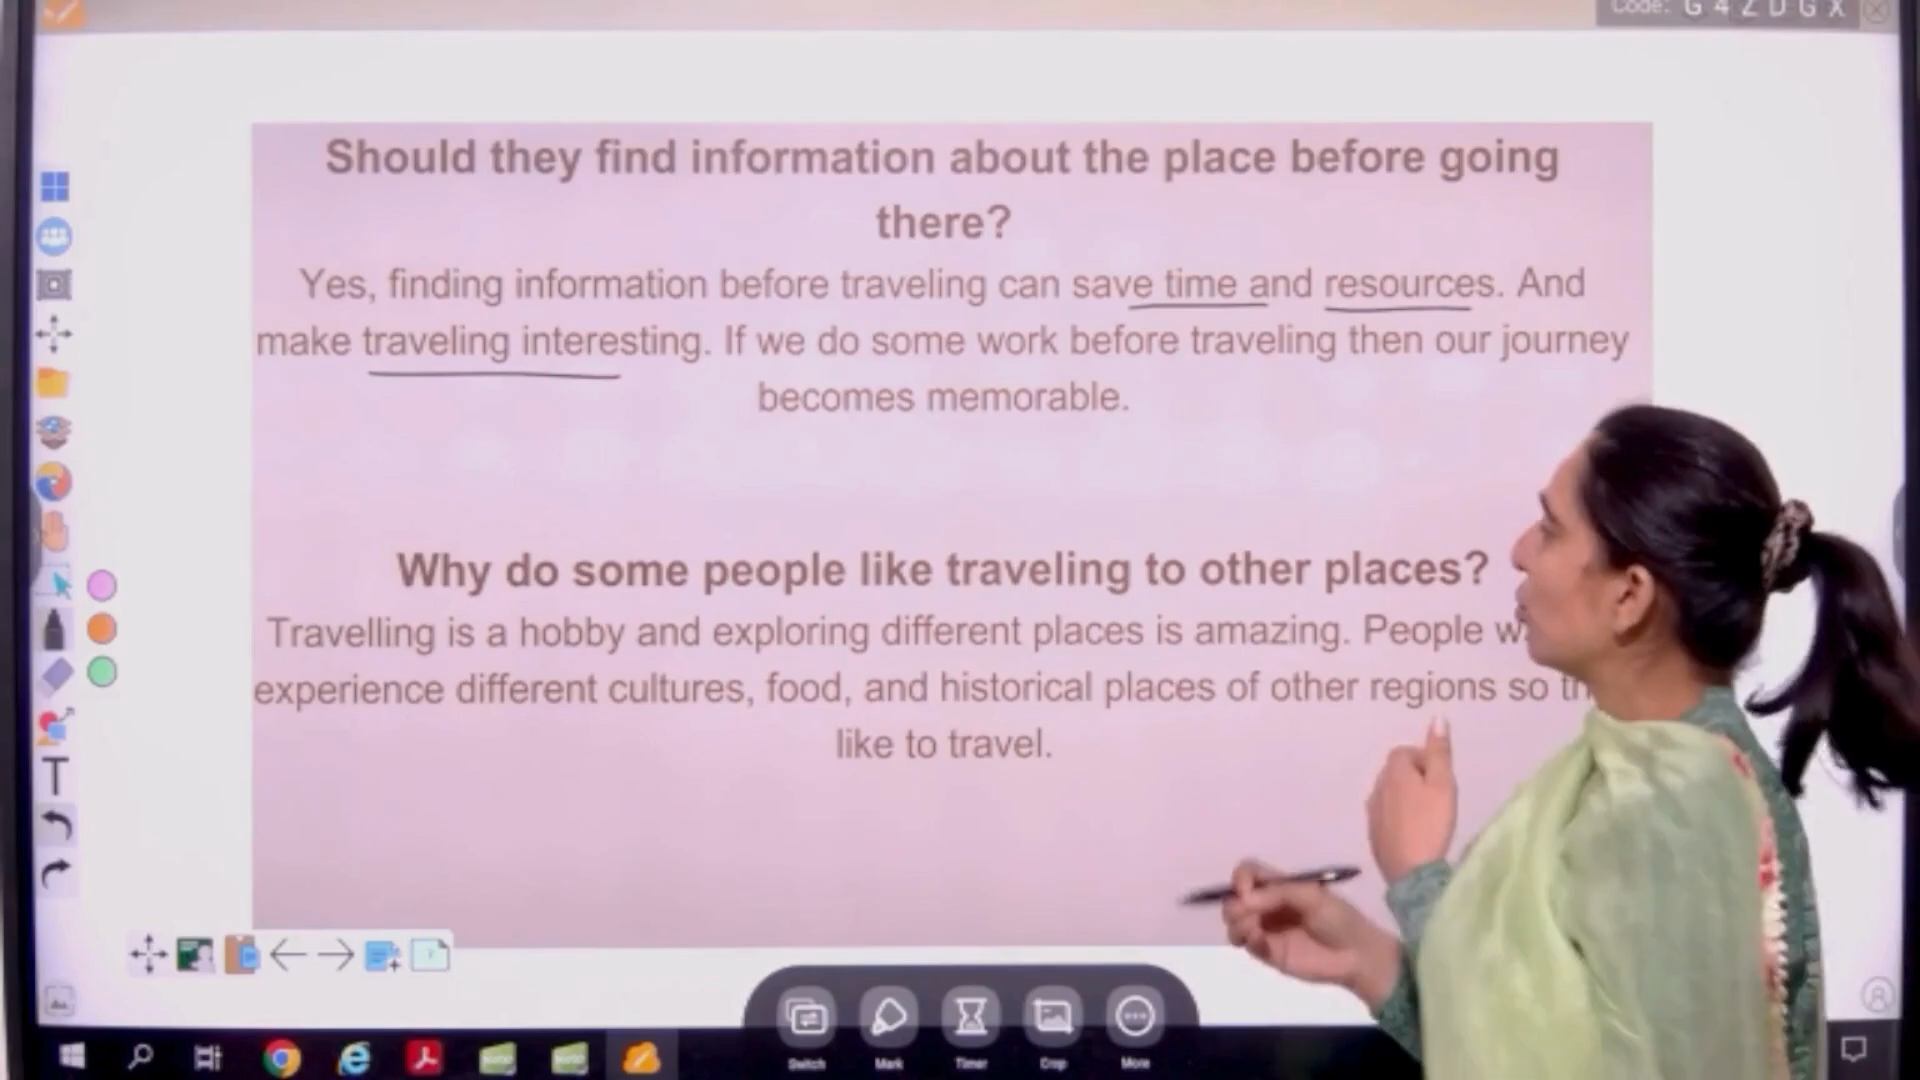 Code: G 4 Z D G X
Should they find information about the place before going
there?
Yes, finding information before traveling can save time and resources. And
make traveling interesting. If we do some work before traveling then our journey
becomes memorable.
Why do some people like traveling to other places?
Travelling is a hobby and exploring different places is amazing. People
experience different cultures, food, and historical places of other regions so
like to travel.
T
Switch Mark Timer Crop More